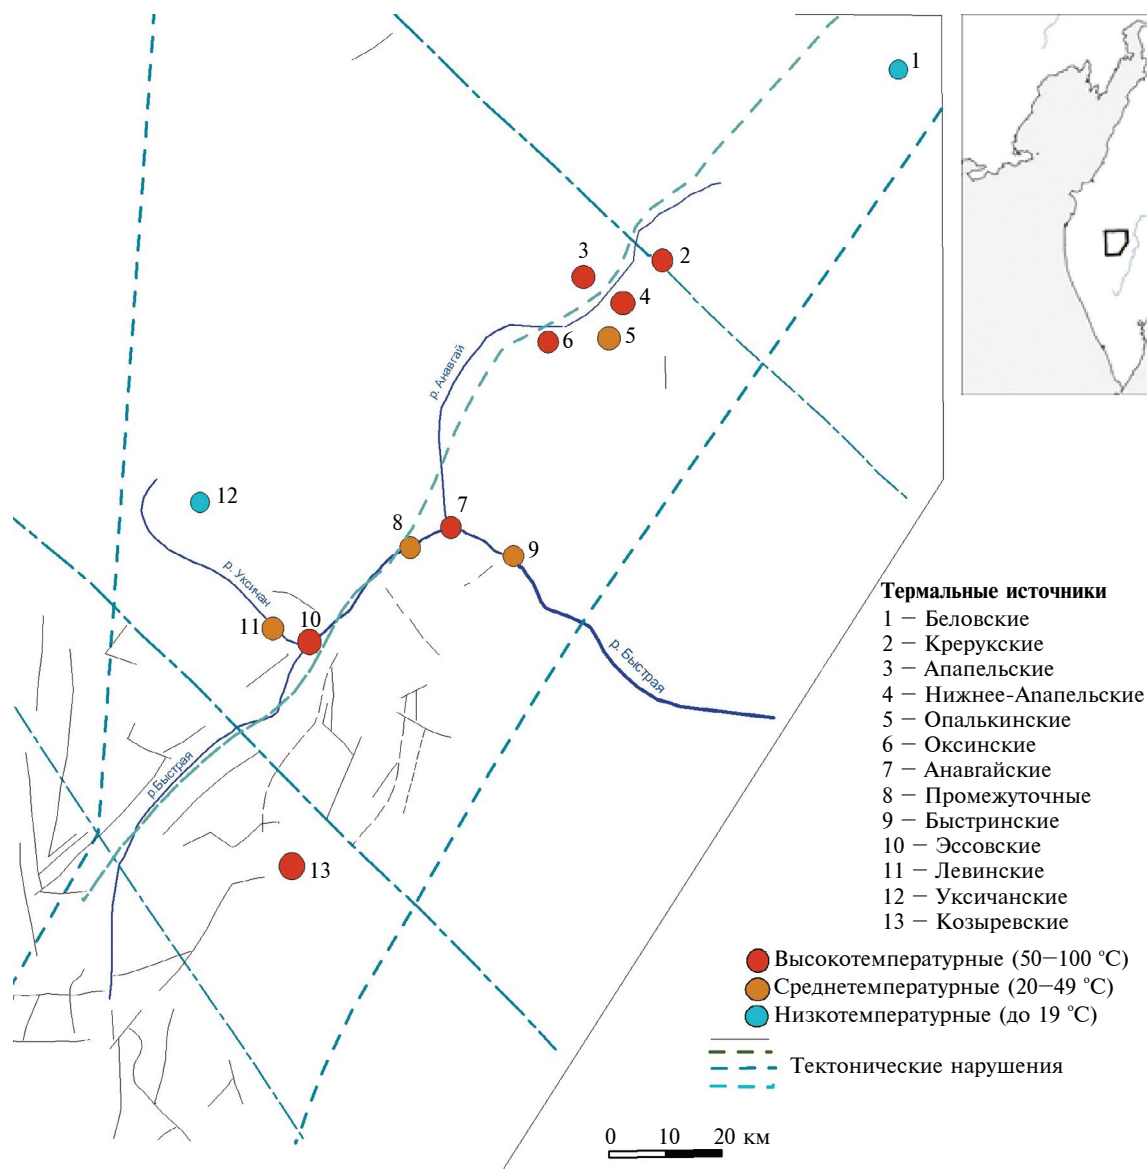 1
2
3
4
5
6
р. Анавгай
12
7
8
9
р. Уксичан
10
11
р. Быстрая
р.Быстрая
13
Термальные источники
1 – Беловские
2 – Крерукские
3 – Апапельские
4 – Нижнее-Апапельские
5 – Опалькинские
6 – Оксинские
7 – Анавгайские
8 – Промежуточные
9 – Быстринские
10 – Эссовские
11 – Левинские
12 – Уксичанские
13 – Козыревские
Высокотемпературные (50–100 °C)
Среднетемпературные (20–49 °C)
Низкотемпературные (до 19 °C)
Тектонические нарушения
0 10 20 км